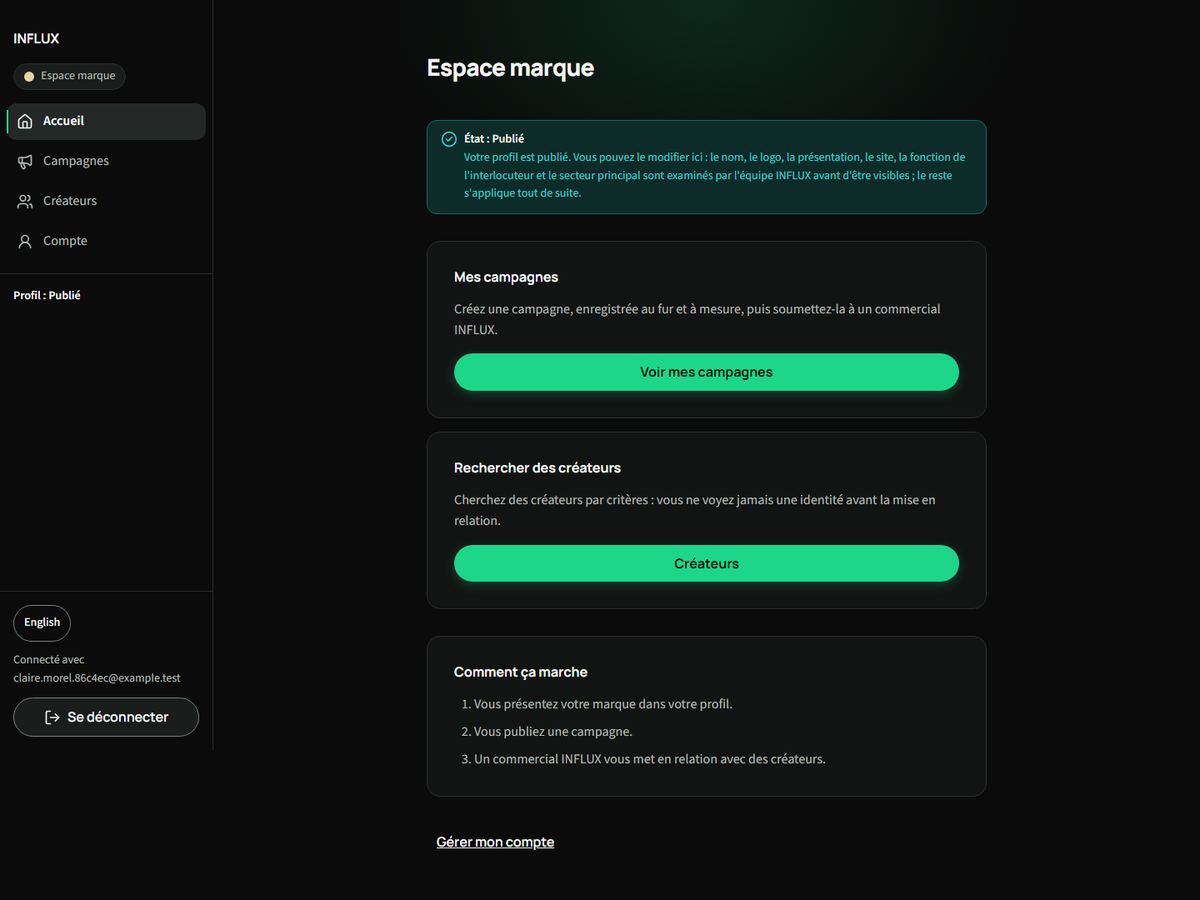 INFLUX
Espace marque
Accueil
Campagnes
Créateurs
Compte
Profil : Publié
English
Connecté avec
claire.morel.86c4ec@example.test
Se déconnecter
Espace marque
État : Publié
Votre profil est publié. Vous pouvez le modifier ici : le nom, le logo, la présentation, le site, la fonction de
l'interlocuteur et le secteur principal sont examinés par l'équipe INFLUX avant d'être visibles ; le reste
s'applique tout de suite.
Mes campagnes
Créez une campagne, enregistrée au fur et à mesure, puis soumettez-la à un commercial
INFLUX.
Voir mes campagnes
Rechercher des créateurs
Cherchez des créateurs par critères : vous ne voyez jamais une identité avant la mise en
relation.
Créateurs
Comment ça marche
1. Vous présentez votre marque dans votre profil.
2. Vous publiez une campagne.
3. Un commercial INFLUX vous met en relation avec des créateurs.
Gérer mon compte